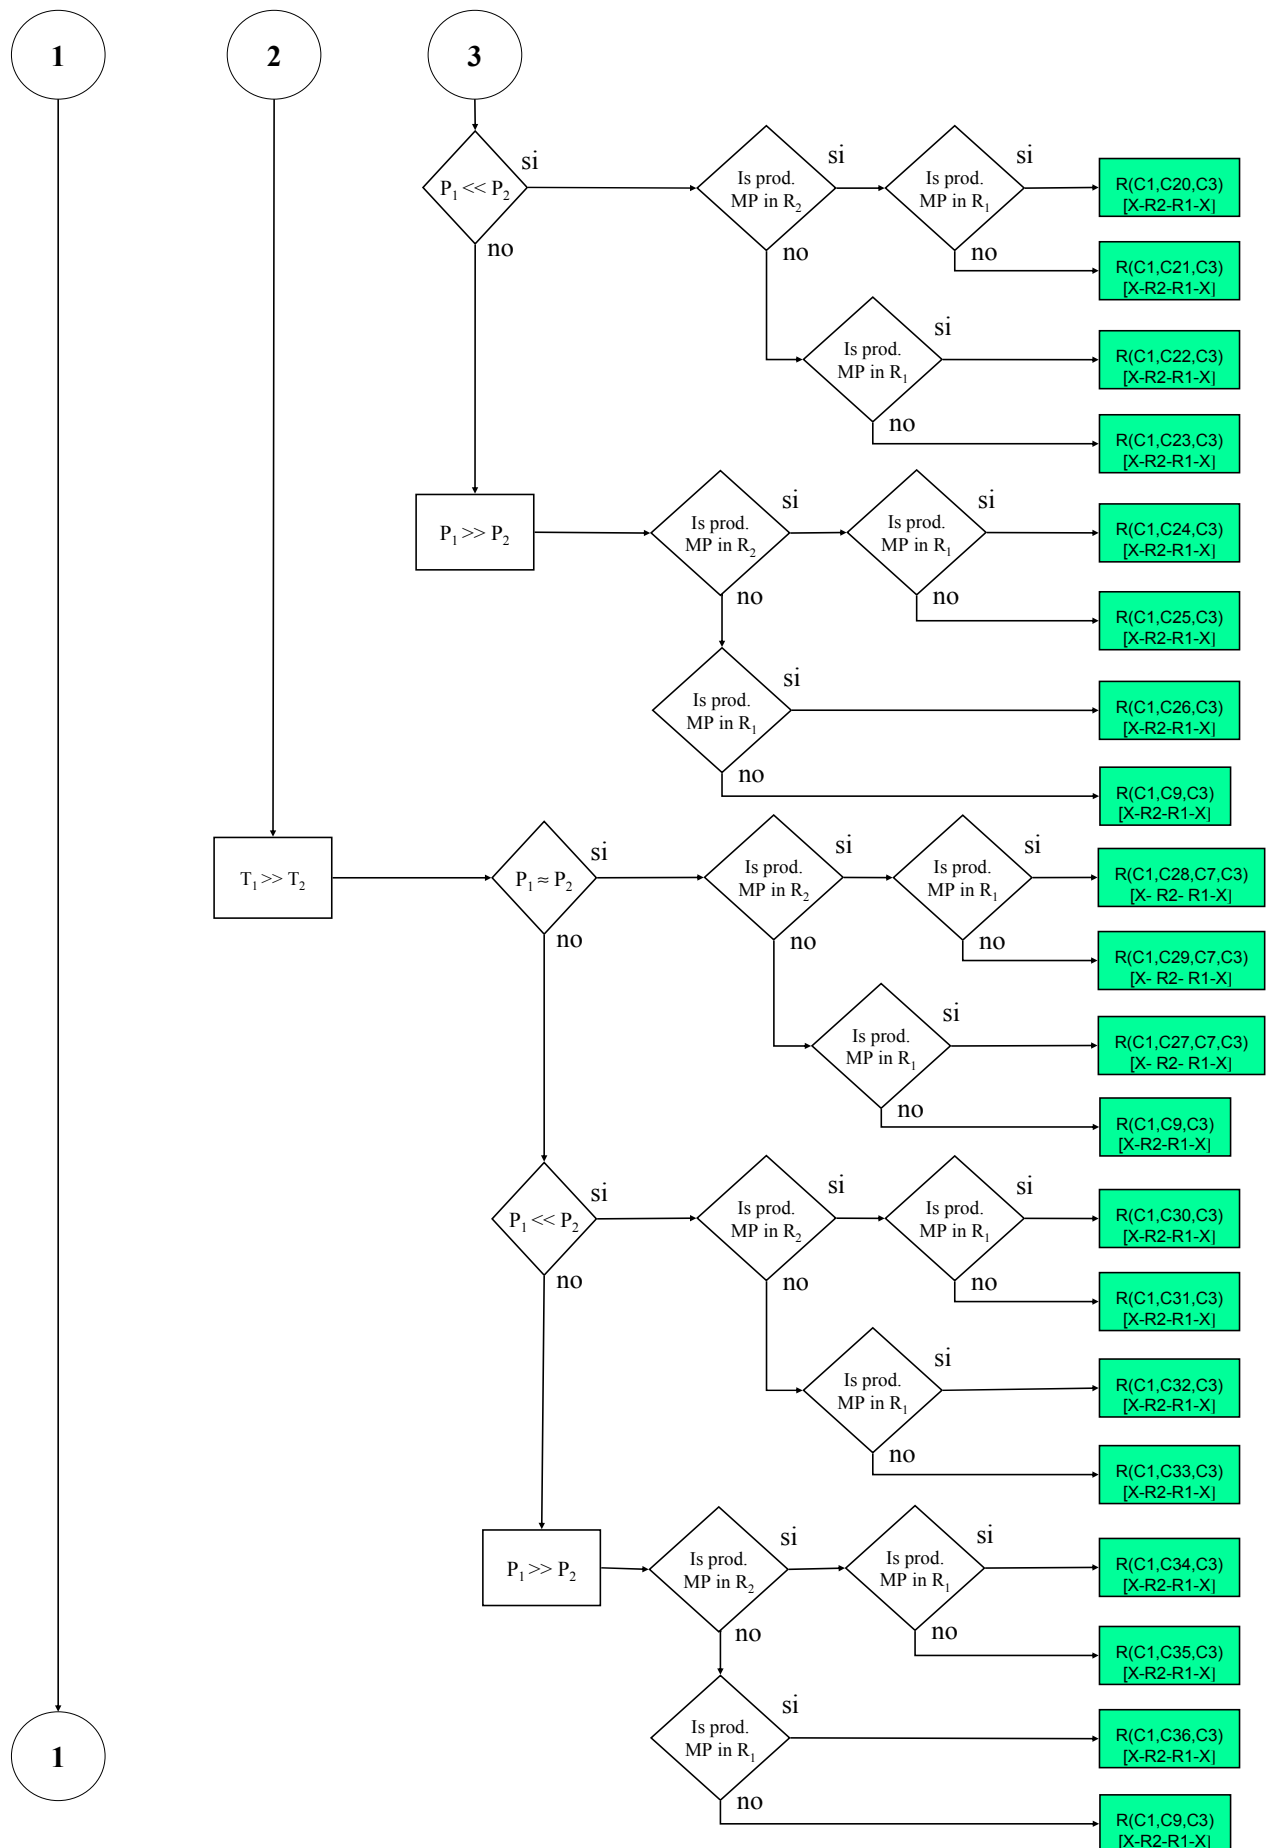 1
2
3
P₁ << P₂
si
no
Is prod.
MP in R₂
si
no
Is prod.
MP in R₁
si
no
R(C1,C20,C3)
[X-R2-R1-X]
R(C1,C21,C3)
[X-R2-R1-X]
Is prod.
MP in R₁
si
no
R(C1,C22,C3)
[X-R2-R1-X]
R(C1,C23,C3)
[X-R2-R1-X]
P₁ >> P₂
Is prod.
MP in R₂
si
no
Is prod.
MP in R₁
si
no
R(C1,C24,C3)
[X-R2-R1-X]
R(C1,C25,C3)
[X-R2-R1-X]
Is prod.
MP in R₁
si
no
R(C1,C26,C3)
[X-R2-R1-X]
R(C1,C9,C3)
[X-R2-R1-X]
T₁ >> T₂
P₁ ≈ P₂
si
no
Is prod.
MP in R₂
si
no
Is prod.
MP in R₁
si
no
R(C1,C28,C7,C3)
[X- R2- R1-X]
R(C1,C29,C7,C3)
[X- R2- R1-X]
Is prod.
MP in R₁
si
no
R(C1,C27,C7,C3)
[X- R2- R1-X]
R(C1,C9,C3)
[X-R2-R1-X]
P₁ << P₂
si
no
Is prod.
MP in R₂
si
no
Is prod.
MP in R₁
si
no
R(C1,C30,C3)
[X-R2-R1-X]
R(C1,C31,C3)
[X-R2-R1-X]
Is prod.
MP in R₁
si
no
R(C1,C32,C3)
[X-R2-R1-X]
R(C1,C33,C3)
[X-R2-R1-X]
P₁ >> P₂
Is prod.
MP in R₂
si
no
Is prod.
MP in R₁
si
no
R(C1,C34,C3)
[X-R2-R1-X]
R(C1,C35,C3)
[X-R2-R1-X]
Is prod.
MP in R₁
si
no
R(C1,C36,C3)
[X-R2-R1-X]
R(C1,C9,C3)
[X-R2-R1-X]
1